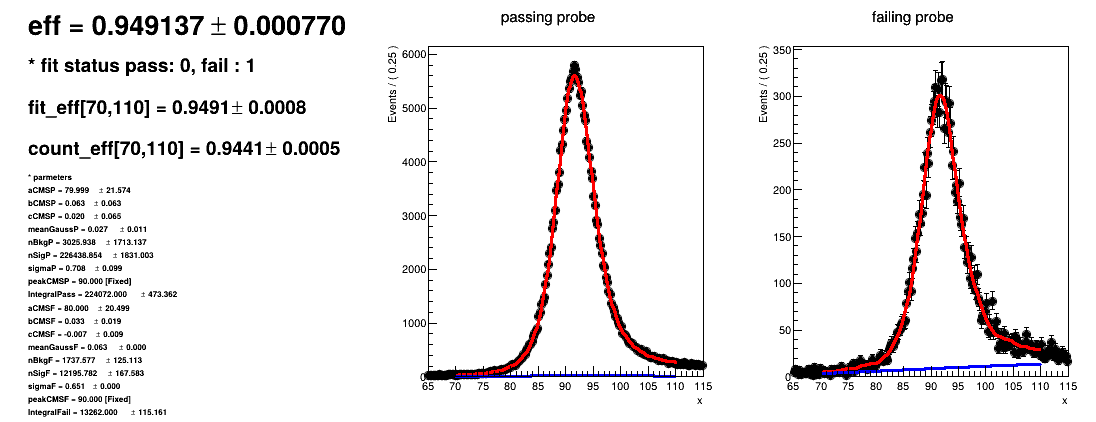 eff = 0.949137 ± 0.000770
* fit status pass: 0, fail : 1
fit_eff[70,110] = 0.9491± 0.0008
count_eff[70,110] = 0.9441± 0.0005
* parmeters
aCMSP = 79.999 ± 21.574
bCMSP = 0.063 ± 0.063
cCMSP = 0.020 ± 0.065
meanGaussP = 0.027 ± 0.011
nBkgP = 3025.938 ± 1713.137
nSigP = 226438.854 ± 1631.003
sigmaP = 0.708 ± 0.099
peakCMSP = 90.000 [Fixed]
IntegralPass = 224072.000 ± 473.362
aCMSF = 80.000 ± 20.499
bCMSF = 0.033 ± 0.019
cCMSF = -0.007 ± 0.009
meanGaussF = 0.063 ± 0.000
nBkgF = 1737.577 ± 125.113
nSigF = 12195.782 ± 167.583
sigmaF = 0.651 ± 0.000
peakCMSF = 90.000 [Fixed]
IntegralFail = 13262.000 ± 115.161
passing probe
Events / ( 0.25 )
6000
5000
4000
3000
2000
1000
0
65 70 75 80 85 90 95 100 105 110 115
x
failing probe
Events / ( 0.25 )
350
300
250
200
150
100
50
0
65 70 75 80 85 90 95 100 105 110 115
x